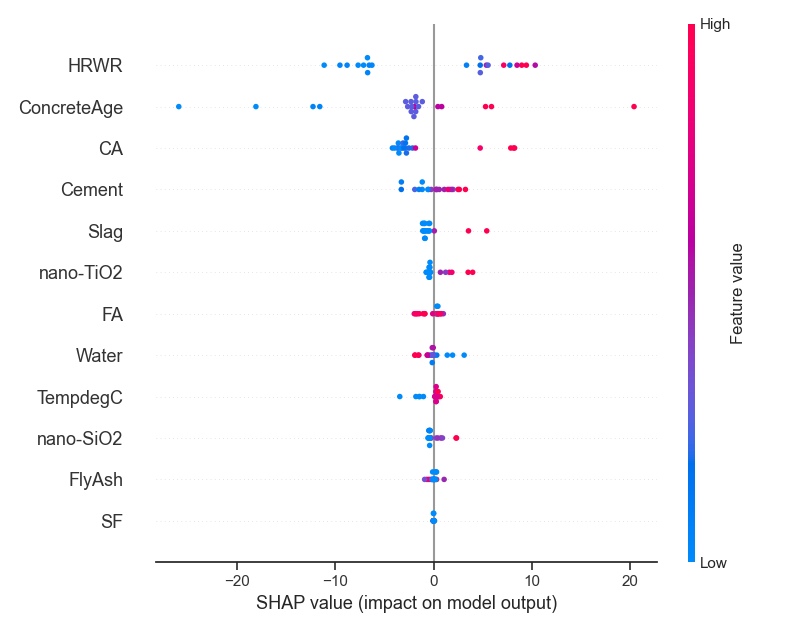 High
HRWR
ConcreteAge
CA
Cement
Slag
nano-TiO2
FA
Water
TempdegC
nano-SiO2
FlyAsh
SF
Feature value
Low
−20
−10
0
10
20
SHAP value (impact on model output)